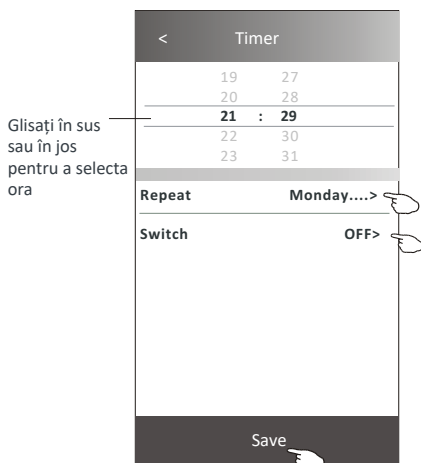 < Timer
19 27
20 28
21 : 29
22 30
23 31
Glisați în sus
sau în jos
pentru a selecta
ora
Repeat Monday....>
Switch OFF>
Save